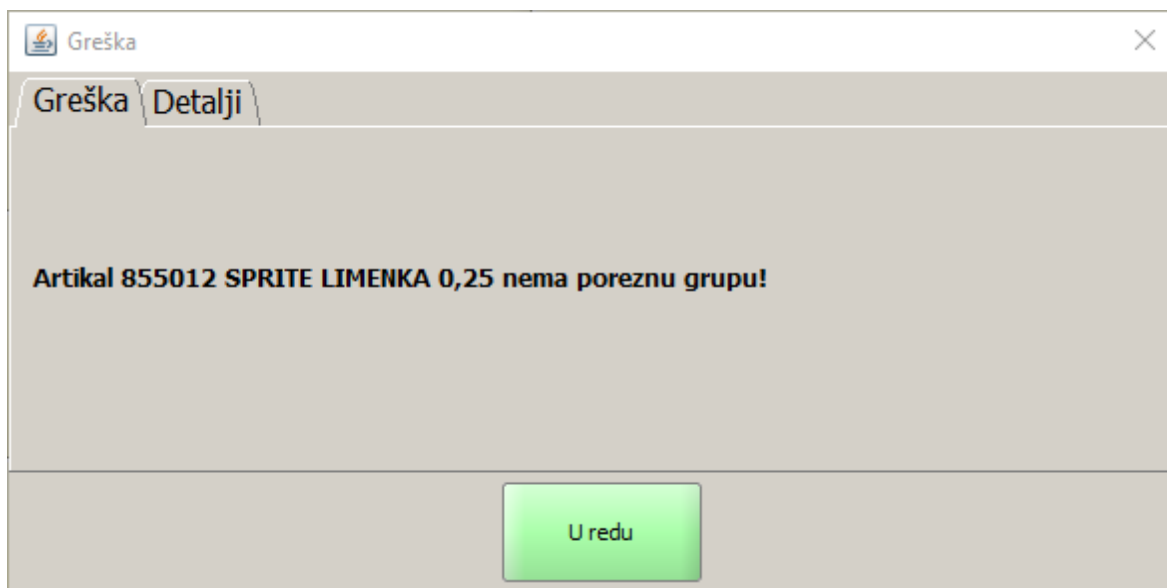 Greška
Greška Detalji
Artikal 855012 SPRITE LIMENKA 0,25 nema poreznu grupu!
U redu